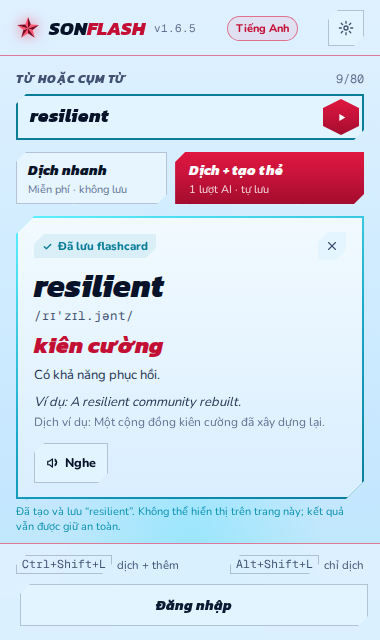 SONFLASH v1.6.5 Tiếng Anh
TỪ HOẶC CỤM TỪ 9/80
resilient
Dịch nhanh
Miễn phí · không lưu
Dịch + tạo thẻ
1 lượt AI · tự lưu
Đã lưu flashcard
resilient
/rɪˈzɪl.jənt/
kiên cường
Có khả năng phục hồi.
Ví dụ: A resilient community rebuilt.
Dịch ví dụ: Một cộng đồng kiên cường đã xây dựng lại.
Nghe
Đã tạo và lưu “resilient”. Không thể hiển thị trên trang này; kết quả
vẫn được giữ an toàn.
Ctrl+Shift+L dịch + thêm Alt+Shift+L chỉ dịch
Đăng nhập